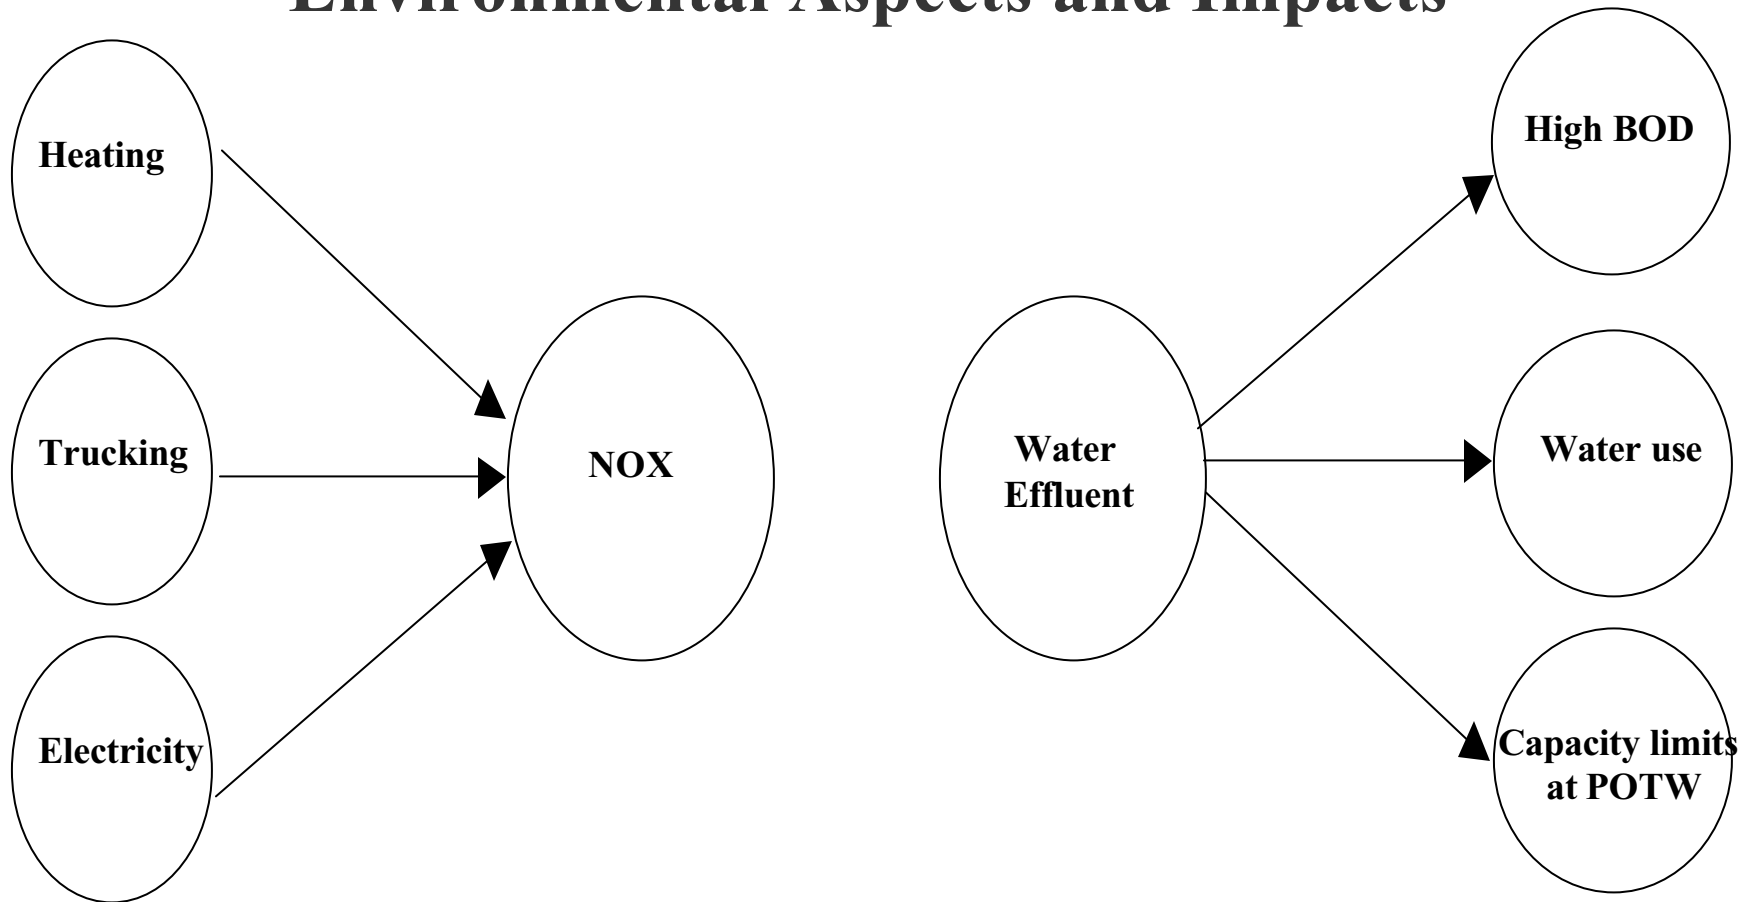 Environmental Aspects and Impacts
Heating
Trucking
Electricity
NOX
Water
Effluent
High BOD
Water use
Capacity limits
at POTW